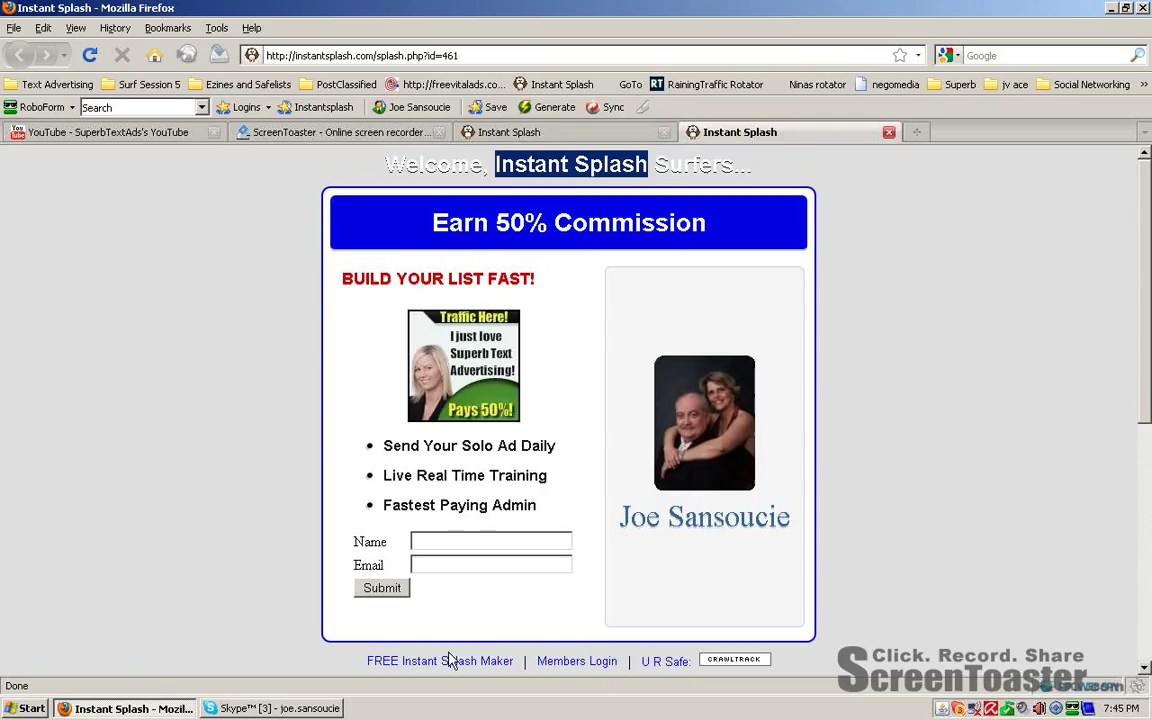 Instant Splash - Mozilla Firefox
File Edit View History Bookmarks Tools Help
http://instantsplash.com/splash.php?id=461
Google
Text Advertising Surf Session 5 Ezines and Safelists PostClassified http://freevitalads.co... Instant Splash GoTo RT RainingTraffic Rotator Ninas rotator negomedia Superb jv ace Social Networking »
RoboForm Search Logins Instantsplash Joe Sansoucie Save Generate Sync
YouTube - SuperbTextAds's YouTube ScreenToaster - Online screen recorder... Instant Splash Instant Splash
Welcome, Instant Splash Surfers...
Earn 50% Commission
BUILD YOUR LIST FAST!
Traffic Here!
I just love
Superb Text
Advertising!
Pays 50%!
Send Your Solo Ad Daily
Live Real Time Training
Fastest Paying Admin
Name
Email
Submit
Joe Sansoucie
FREE Instant Splash Maker | Members Login | U R Safe: CRAWLTRACK
Click. Record. Share
ScreenToaster.com
Done
Start Instant Splash - Mozil... Skype™ [3] - joe.sansoucie 7:45 PM